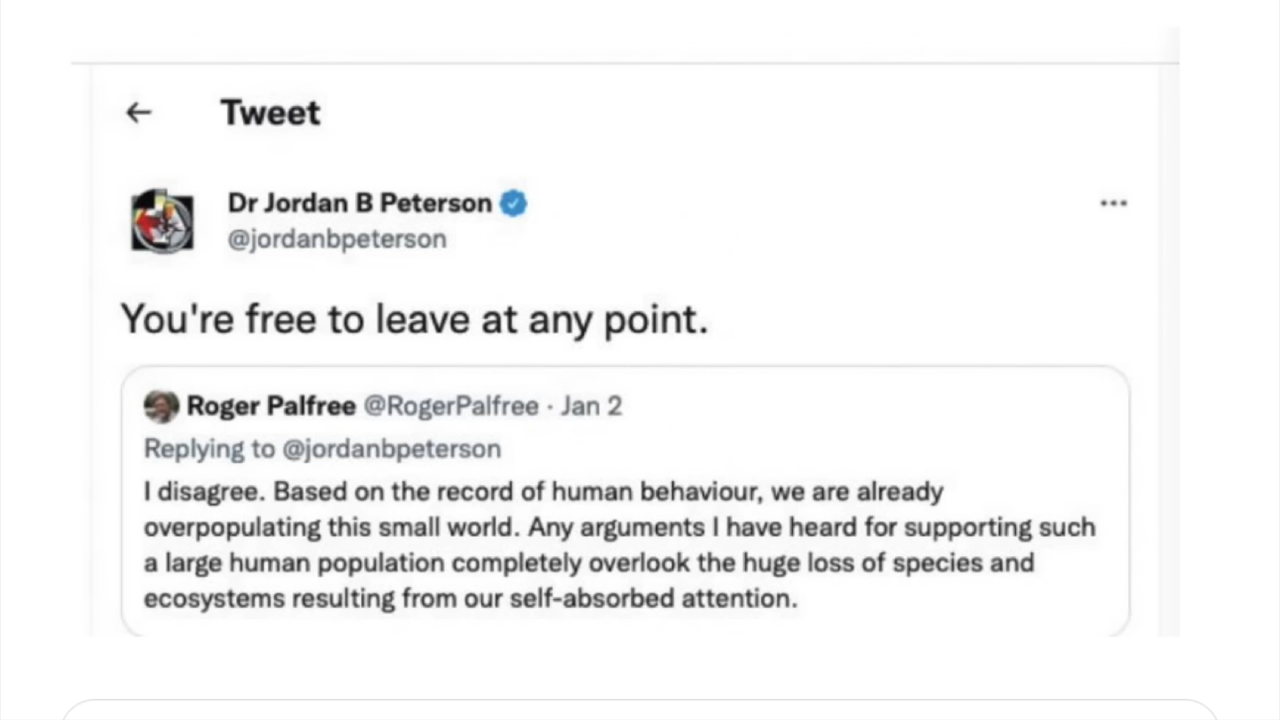 Tweet
Dr Jordan B Peterson
@jordanbpeterson
You're free to leave at any point.
Roger Palfree @RogerPalfree · Jan 2
Replying to @jordanbpeterson
I disagree. Based on the record of human behaviour, we are already
overpopulating this small world. Any arguments I have heard for supporting such
a large human population completely overlook the huge loss of species and
ecosystems resulting from our self-absorbed attention.